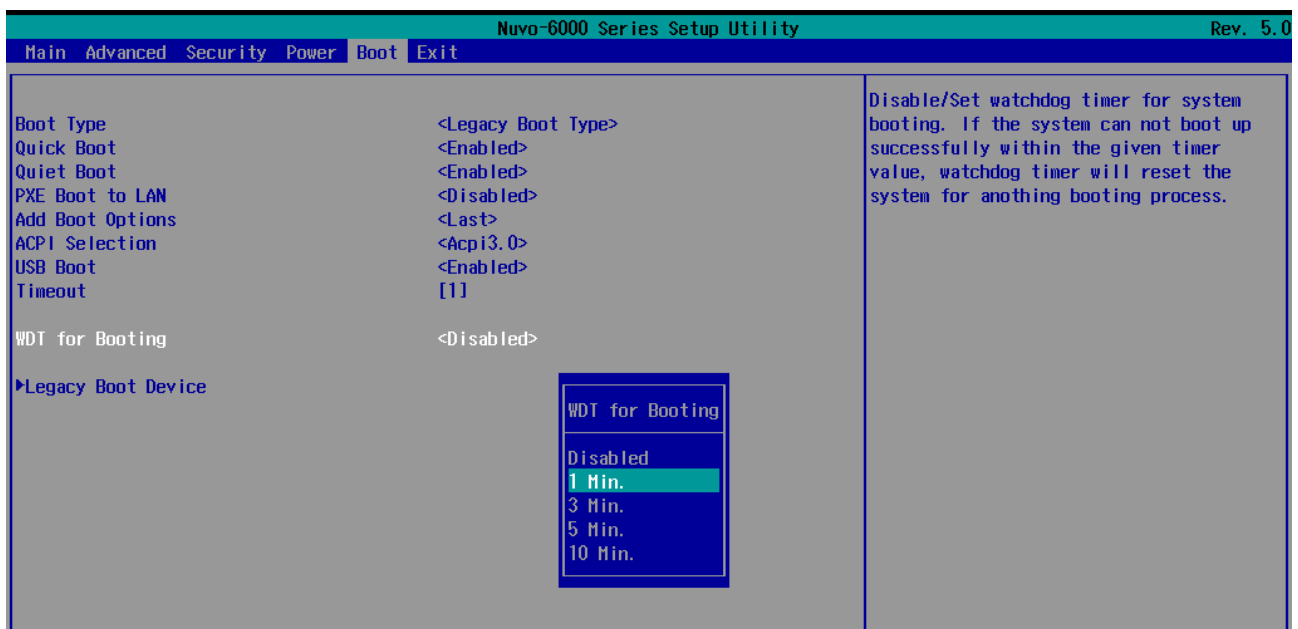 Nuvo-6000 Series Setup Utility Rev. 5.0
Main Advanced Security Power Boot Exit
Boot Type <Legacy Boot Type>
Quick Boot <Enabled>
Quiet Boot <Enabled>
PXE Boot to LAN <Disabled>
Add Boot Options <Last>
ACPI Selection <Acpi3.0>
USB Boot <Enabled>
Timeout [1]
WDT for Booting <Disabled>
▶Legacy Boot Device
WDT for Booting
Disabled
1 Min.
3 Min.
5 Min.
10 Min.
Disable/Set watchdog timer for system
booting. If the system can not boot up
successfully within the given timer
value, watchdog timer will reset the
system for anothing booting process.